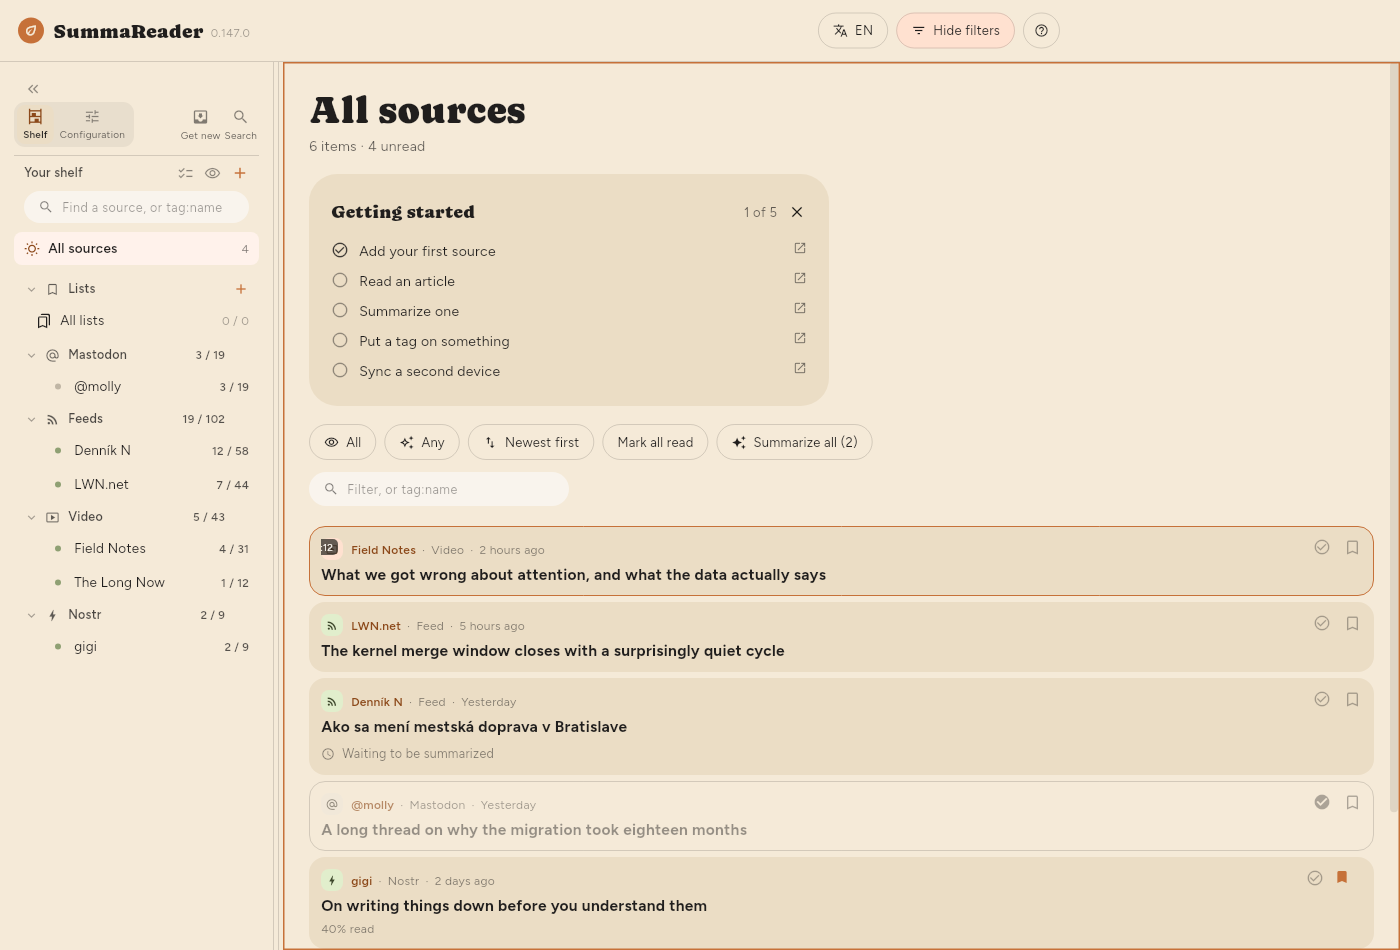 SummaReader 0.147.0
EN
Hide filters
Shelf
Configuration
Get new
Search
Your shelf
Find a source, or tag:name
All sources 4
Lists
All lists 0 / 0
Mastodon 3 / 19
@molly 3 / 19
Feeds 19 / 102
Denník N 12 / 58
LWN.net 7 / 44
Video 5 / 43
Field Notes 4 / 31
The Long Now 1 / 12
Nostr 2 / 9
gigi 2 / 9
All sources
6 items · 4 unread
Getting started 1 of 5
Add your first source
Read an article
Summarize one
Put a tag on something
Sync a second device
All
Any
Newest first
Mark all read
Summarize all (2)
Filter, or tag:name
:12 Field Notes · Video · 2 hours ago
What we got wrong about attention, and what the data actually says
LWN.net · Feed · 5 hours ago
The kernel merge window closes with a surprisingly quiet cycle
Denník N · Feed · Yesterday
Ako sa mení mestská doprava v Bratislave
Waiting to be summarized
@molly · Mastodon · Yesterday
A long thread on why the migration took eighteen months
gigi · Nostr · 2 days ago
On writing things down before you understand them
40% read